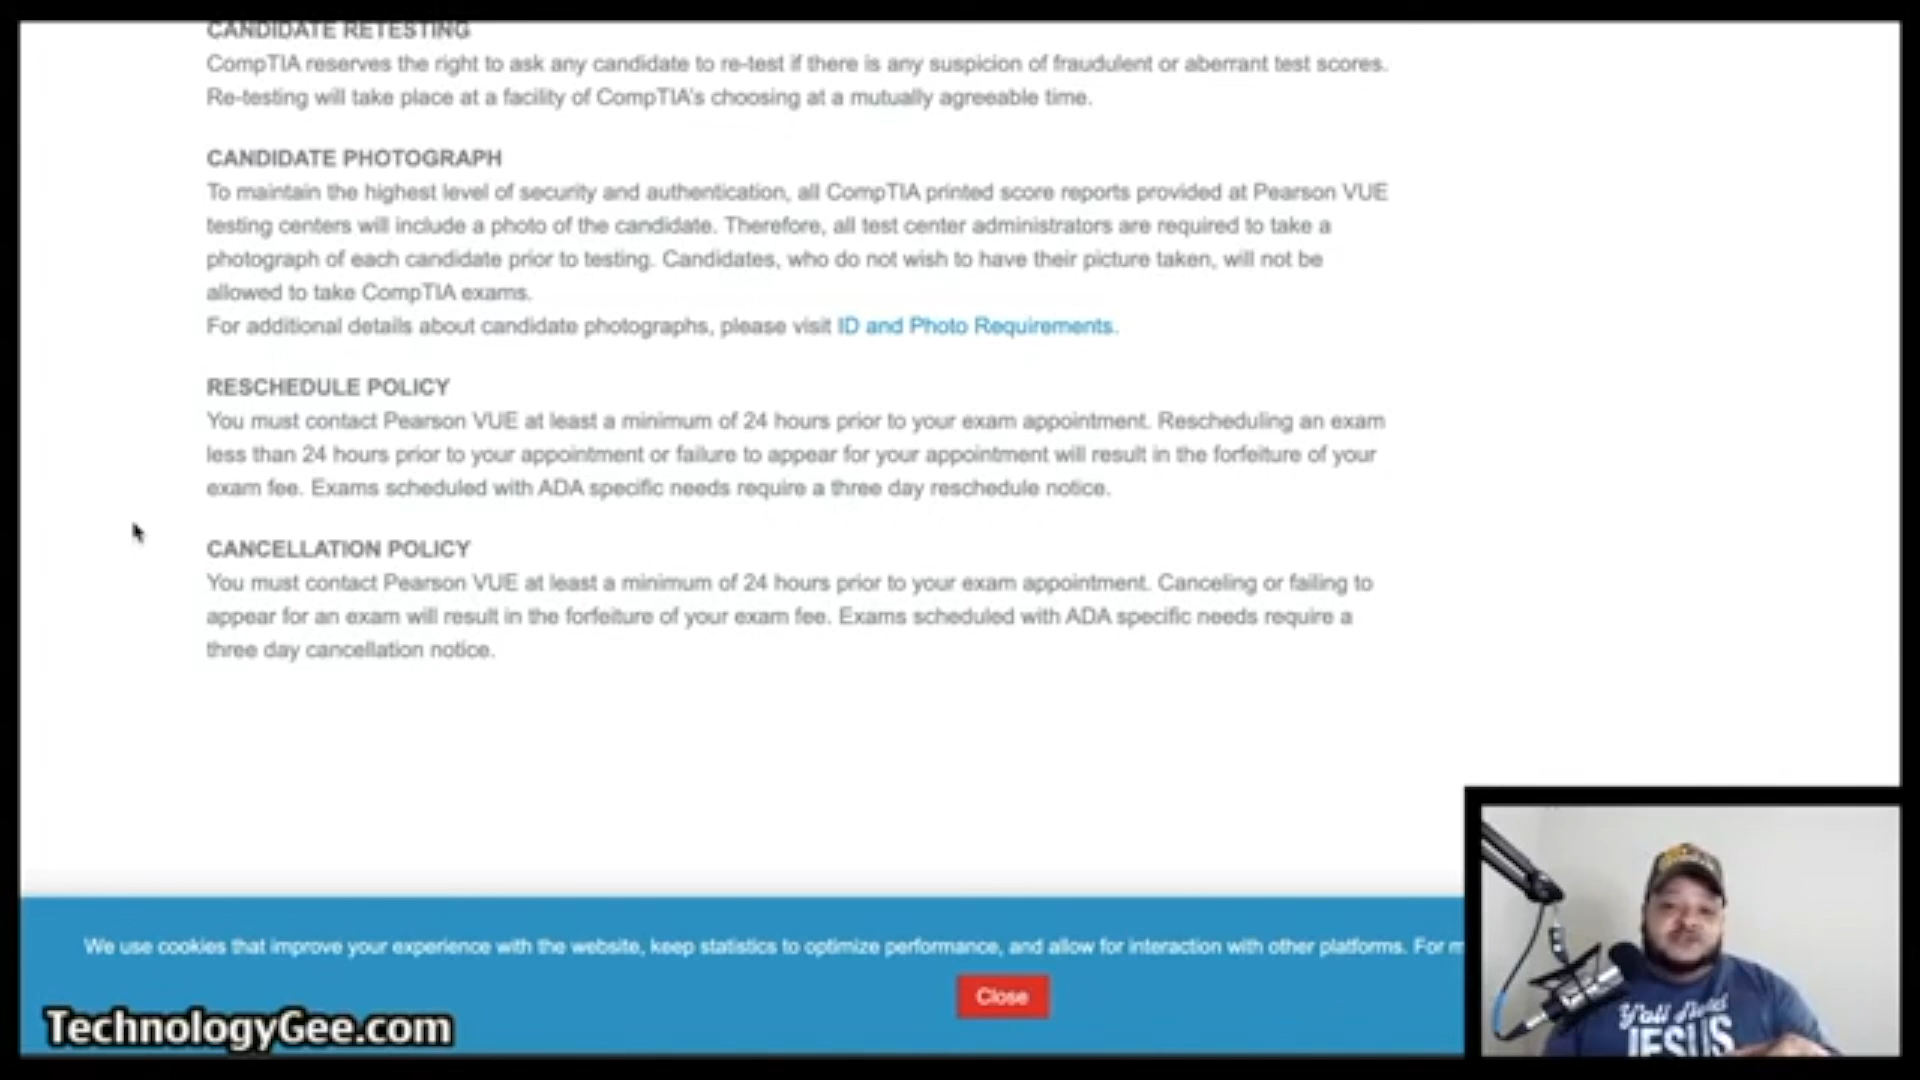 CANDIDATE RETESTING
CompTIA reserves the right to ask any candidate to re-test if there is any suspicion of fraudulent or aberrant test scores.
Re-testing will take place at a facility of CompTIA's choosing at a mutually agreeable time.
CANDIDATE PHOTOGRAPH
To maintain the highest level of security and authentication, all CompTIA printed score reports provided at Pearson VUE
testing centers will include a photo of the candidate. Therefore, all test center administrators are required to take a
photograph of each candidate prior to testing. Candidates, who do not wish to have their picture taken, will not be
allowed to take CompTIA exams.
For additional details about candidate photographs, please visit ID and Photo Requirements.
RESCHEDULE POLICY
You must contact Pearson VUE at least a minimum of 24 hours prior to your exam appointment. Rescheduling an exam
less than 24 hours prior to your appointment or failure to appear for your appointment will result in the forfeiture of your
exam fee. Exams scheduled with ADA specific needs require a three day reschedule notice.
CANCELLATION POLICY
You must contact Pearson VUE at least a minimum of 24 hours prior to your exam appointment. Canceling or failing to
appear for an exam will result in the forfeiture of your exam fee. Exams scheduled with ADA specific needs require a
three day cancellation notice.
We use cookies that improve your experience with the website, keep statistics to optimize performance, and allow for interaction with other platforms. For m
Close
TechnologyGee.com
Y'all Need
JESUS